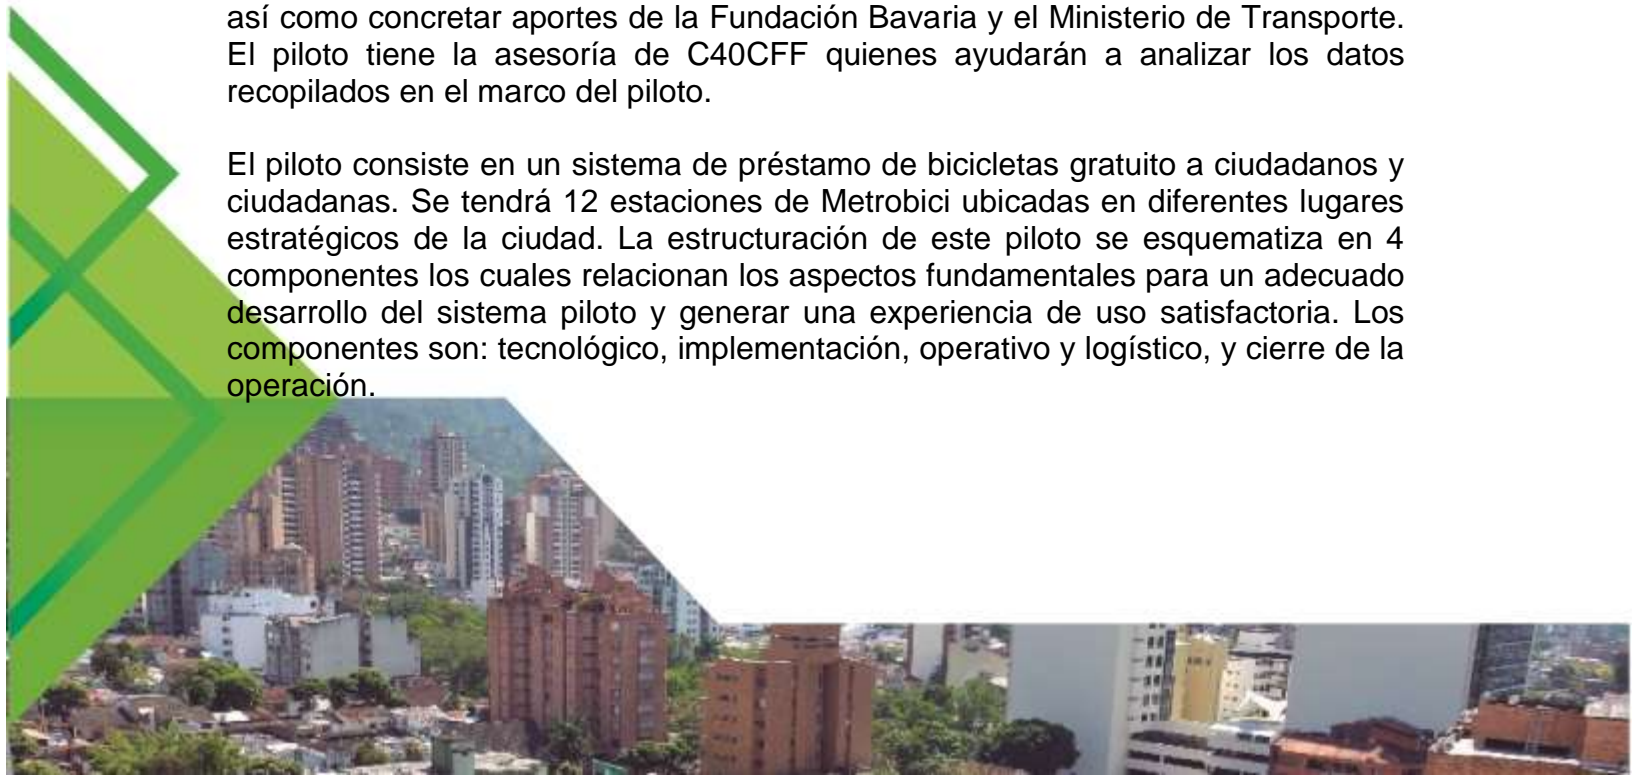 así como concretar aportes de la Fundación Bavaria y el Ministerio de Transporte.
El piloto tiene la asesoría de C40CFF quienes ayudarán a analizar los datos
recopilados en el marco del piloto.
El piloto consiste en un sistema de préstamo de bicicletas gratuito a ciudadanos y
ciudadanas. Se tendrá 12 estaciones de Metrobici ubicadas en diferentes lugares
estratégicos de la ciudad. La estructuración de este piloto se esquematiza en 4
componentes los cuales relacionan los aspectos fundamentales para un adecuado
desarrollo del sistema piloto y generar una experiencia de uso satisfactoria. Los
componentes son: tecnológico, implementación, operativo y logístico, y cierre de la
operación.